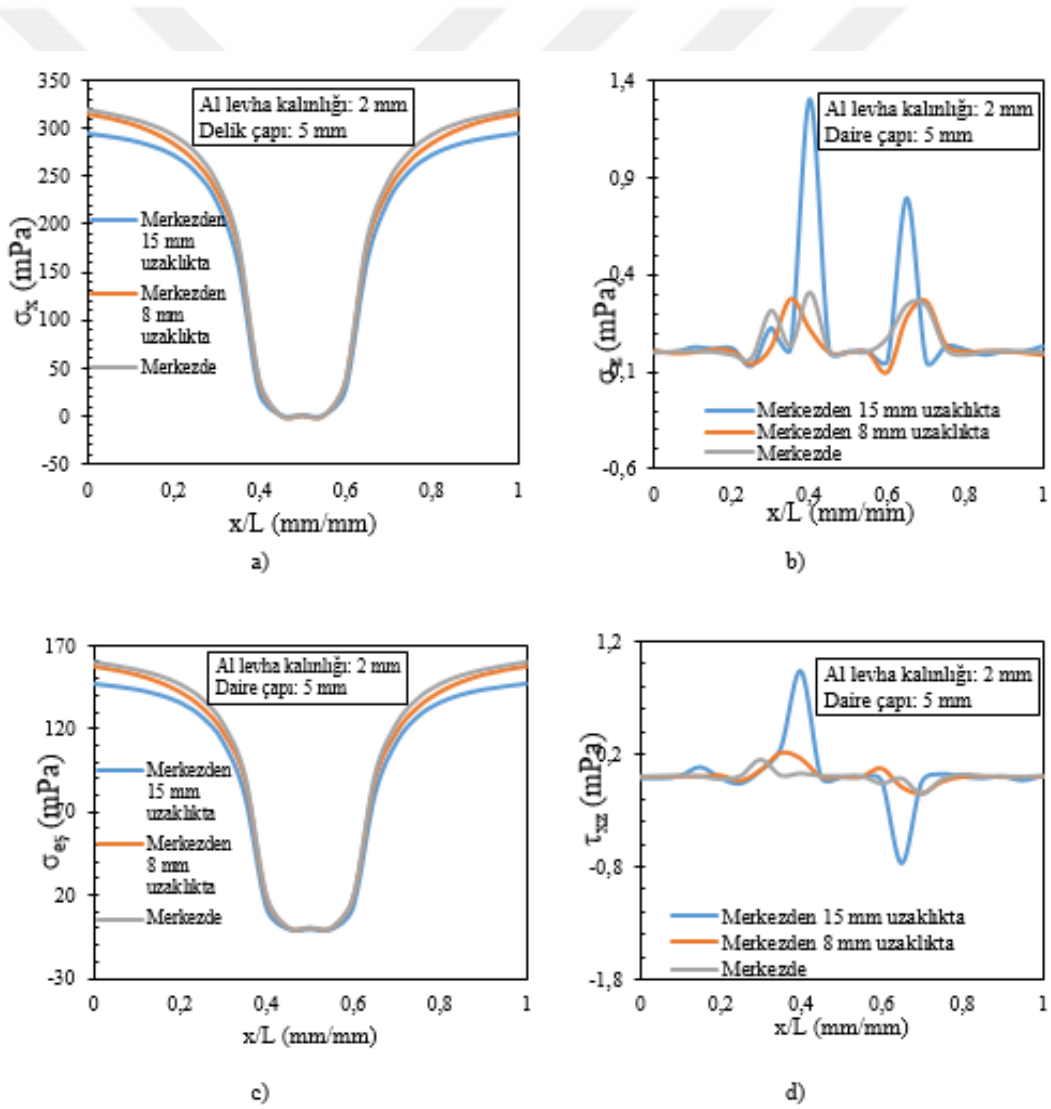 350
300
250
200
150
100
50
0
-50
σx (mPa)
Al levha kalınlığı: 2 mm
Delik çapı: 5 mm
Merkezden
15 mm
uzaklıkta
Merkezden
8 mm
uzaklıkta
Merkezde
0 0,2 0,4 0,6 0,8 1
x/L (mm/mm)
a)
1,4
0,9
0,4
-0,1
-0,6
(mPa)
Al levha kalınlığı: 2 mm
Daire çapı: 5 mm
Merkezden 15 mm uzaklıkta
Merkezden 8 mm uzaklıkta
Merkezde
0 0,2 0,4 0,6 0,8 1
x/L (mm/mm)
b)
170
120
70
20
-30
σeş (mPa)
Al levha kalınlığı: 2 mm
Daire çapı: 5 mm
Merkezden
15 mm
uzaklıkta
Merkezden
8 mm
uzaklıkta
Merkezde
0 0,2 0,4 0,6 0,8 1
x/L (mm/mm)
c)
1,2
0,2
-0,8
-1,8
τxz (mPa)
Al levha kalınlığı: 2 mm
Daire çapı: 5 mm
Merkezden 15 mm uzaklıkta
Merkezden 8 mm uzaklıkta
Merkezde
0 0,2 0,4 0,6 0,8 1
x/L (mm/mm)
d)